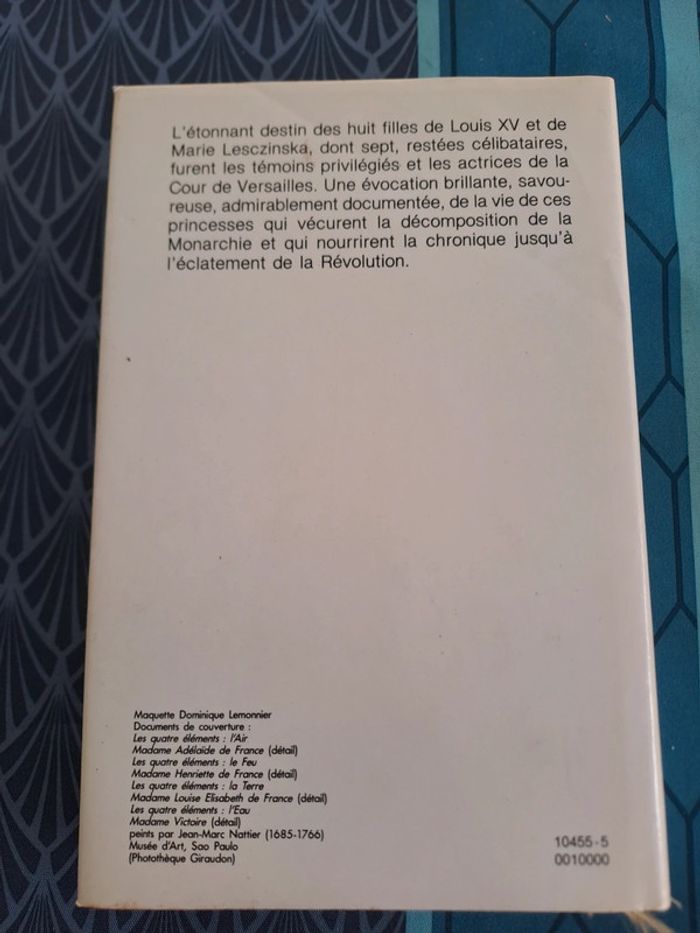 L'étonnant destin des huit filles de Louis XV et de
Marie Lesczinska, dont sept, restées célibataires,
furent les témoins privilégiés et les actrices de la
Cour de Versailles. Une évocation brillante, savou-
reuse, admirablement documentée, de la vie de ces
princesses qui vécurent la décomposition de la
Monarchie et qui nourrirent la chronique jusqu'à
l'éclatement de la Révolution.
Maquette Dominique Lemonnier
Documents de couverture :
Les quatre éléments : l'Air
Madame Adélaïde de France (détail)
Les quatre éléments : le Feu
Madame Henriette de France (détail)
Les quatre éléments : la Terre
Madame Louise Elisabeth de France (détail)
Les quatre éléments : l'Eau
Madame Victoire (détail)
peints par Jean-Marc Nattier (1685-1766)
Musée d'Art, Sao Paulo
(Photothèque Giraudon)
10455-5
0010000